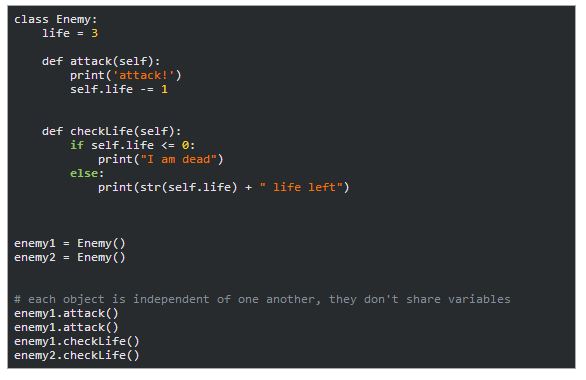 class Enemy:
    life = 3
    def attack(self):
        print('attack!')
        self.life -= 1
    def checkLife(self):
        if self.life <= 0:
            print("I am dead")
        else:
            print(str(self.life) + " life left")
enemy1 = Enemy()
enemy2 = Enemy()
# each object is independent of one another, they don't share variables
enemy1.attack()
enemy1.attack()
enemy1.checkLife()
enemy2.checkLife()